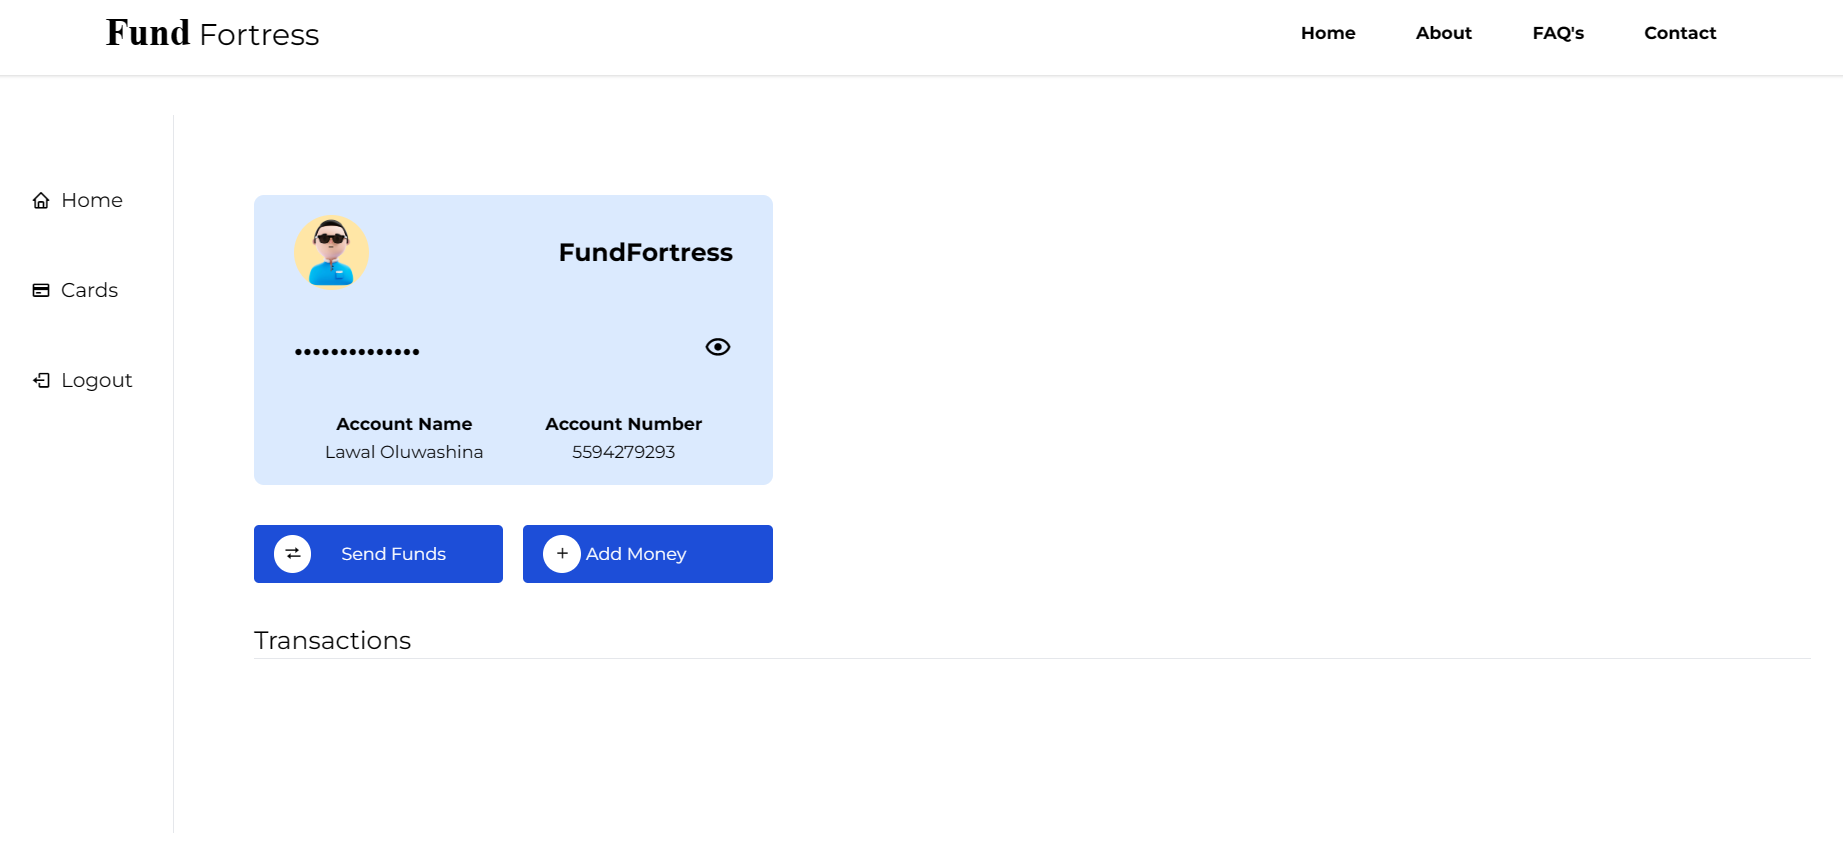 Fund Fortress
Home About FAQ's Contact
Home
Cards
Logout
FundFortress
••••••••••••••
Account Name Account Number
Lawal Oluwashina 5594279293
Send Funds Add Money
Transactions